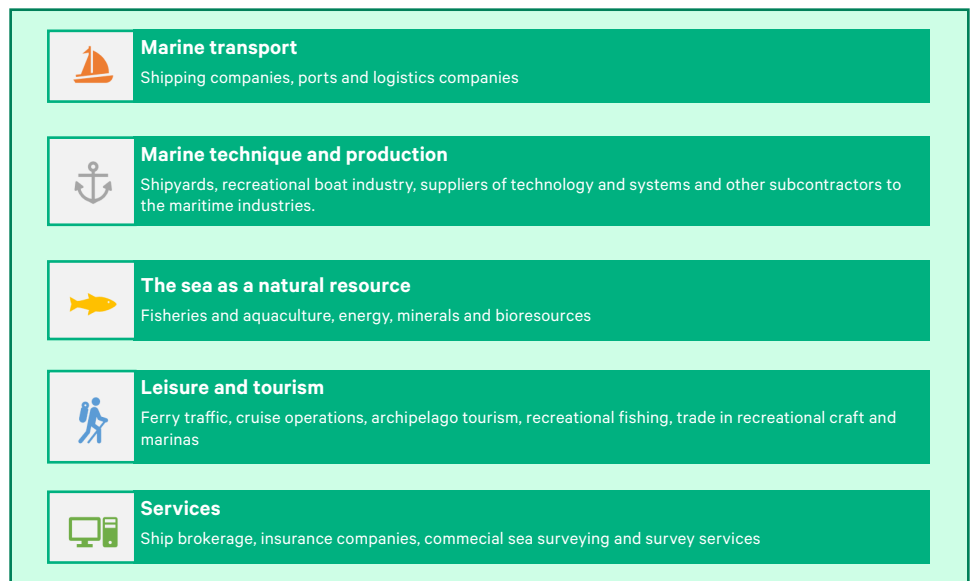 Marine transport
Shipping companies, ports and logistics companies
Marine technique and production
Shipyards, recreational boat industry, suppliers of technology and systems and other subcontractors to
the maritime industries.
The sea as a natural resource
Fisheries and aquaculture, energy, minerals and bioresources
Leisure and tourism
Ferry traffic, cruise operations, archipelago tourism, recreational fishing, trade in recreational craft and
marinas
Services
Ship brokerage, insurance companies, commecial sea surveying and survey services